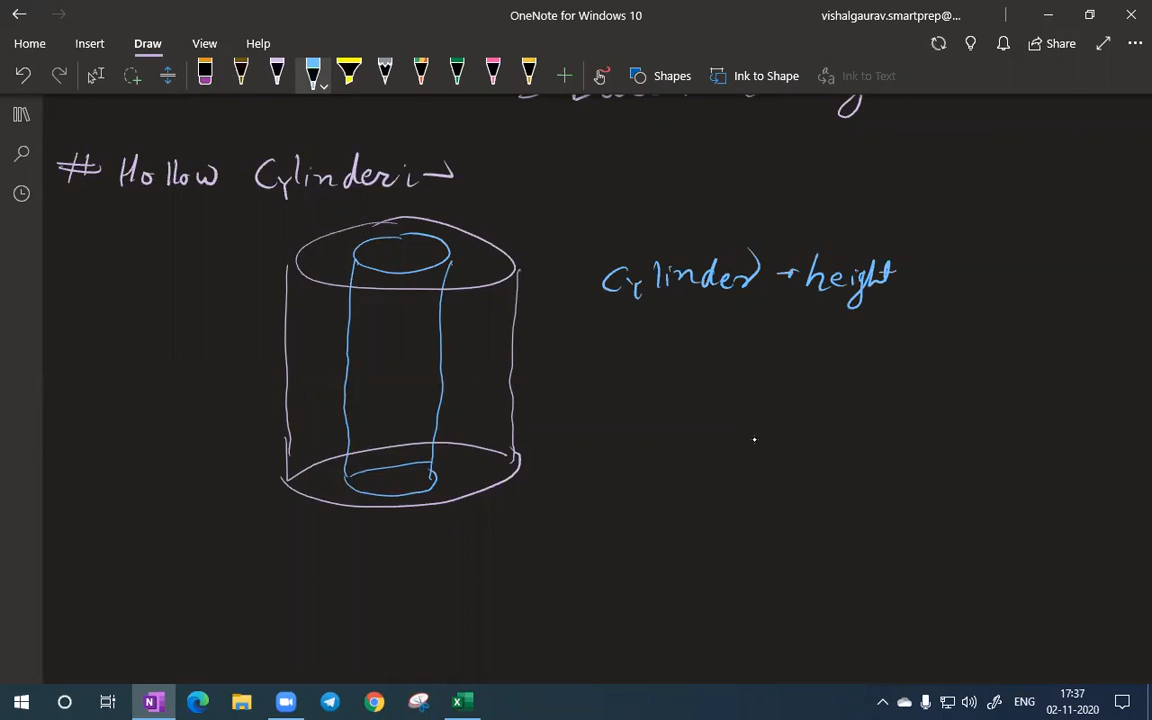 OneNote for Windows 10
vishalgaurav.smartprep@...
Home Insert Draw View Help
Share
Shapes Ink to Shape Ink to Text
# Hollow Cylinder :→
Cylinder → height
ENG
17:37
02-11-2020